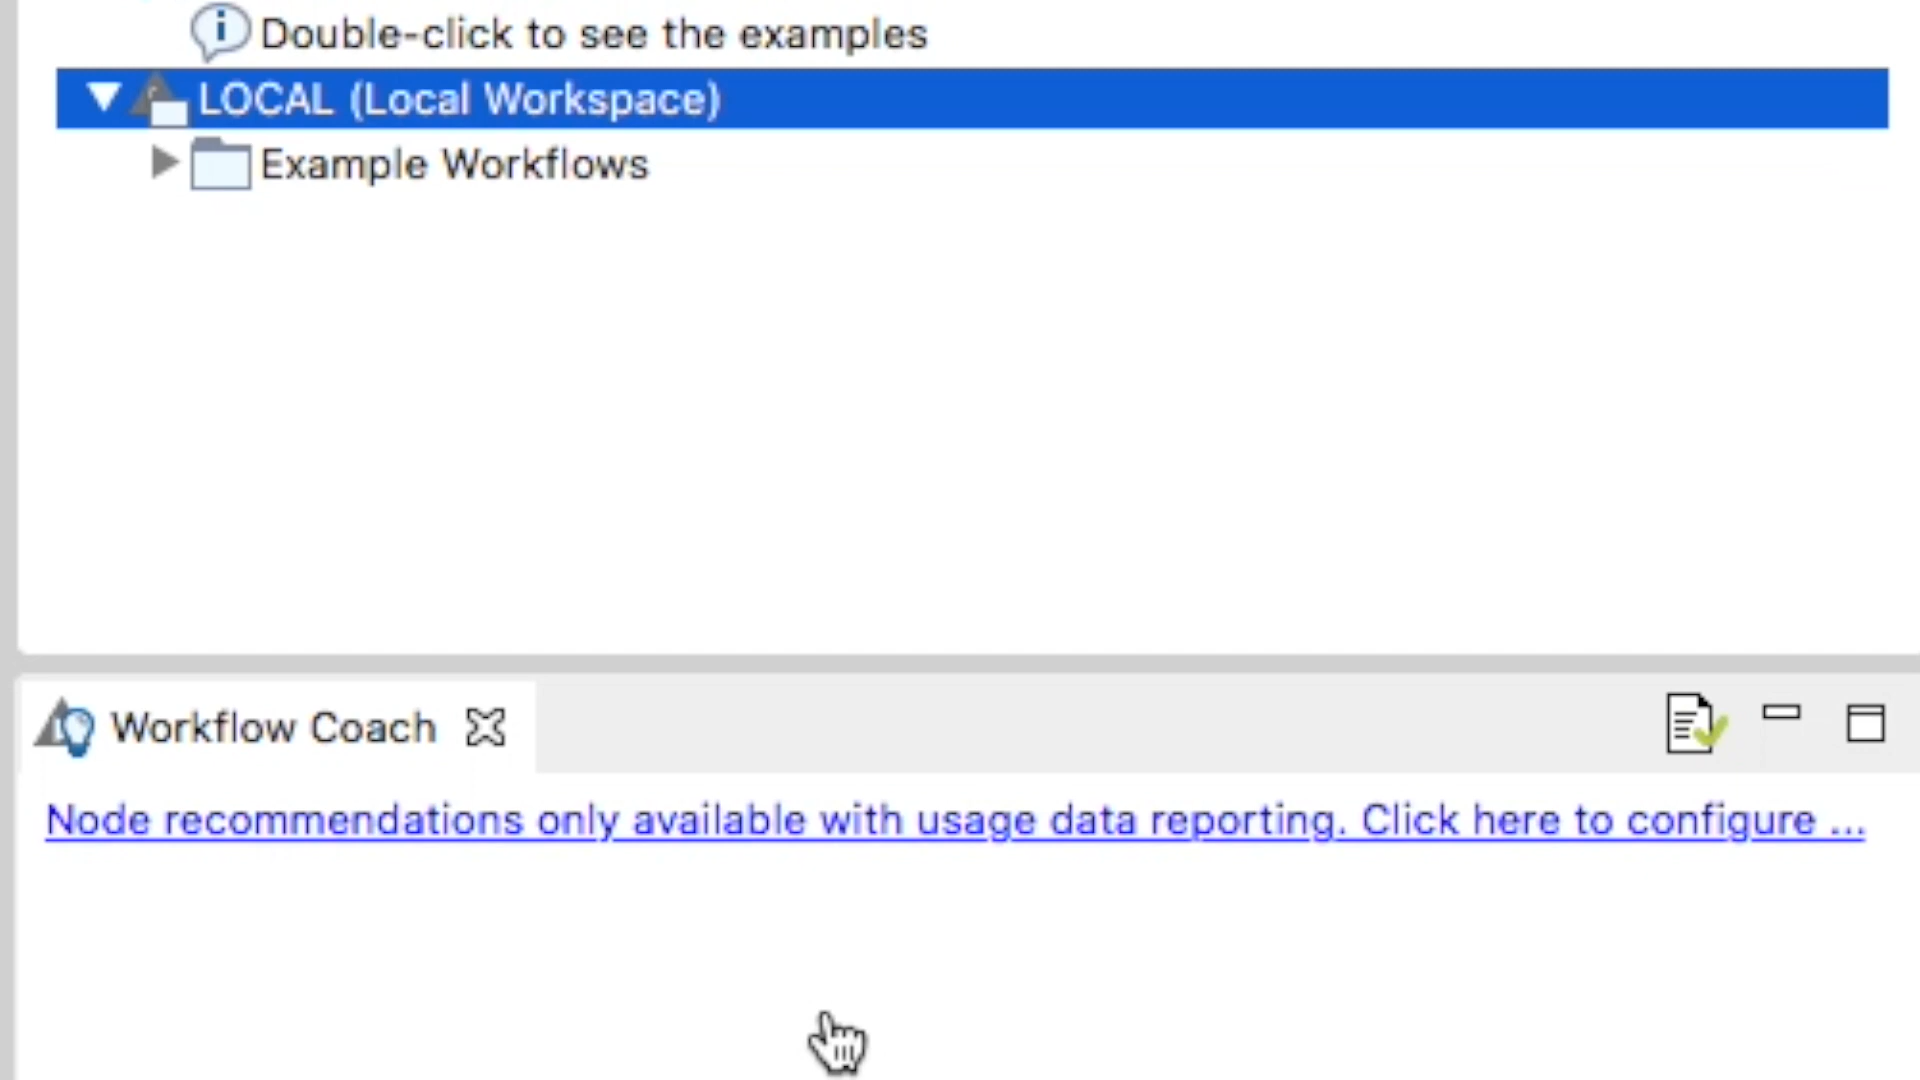 Double-click to see the examples
LOCAL (Local Workspace)
Example Workflows
Workflow Coach
Node recommendations only available with usage data reporting. Click here to configure ...